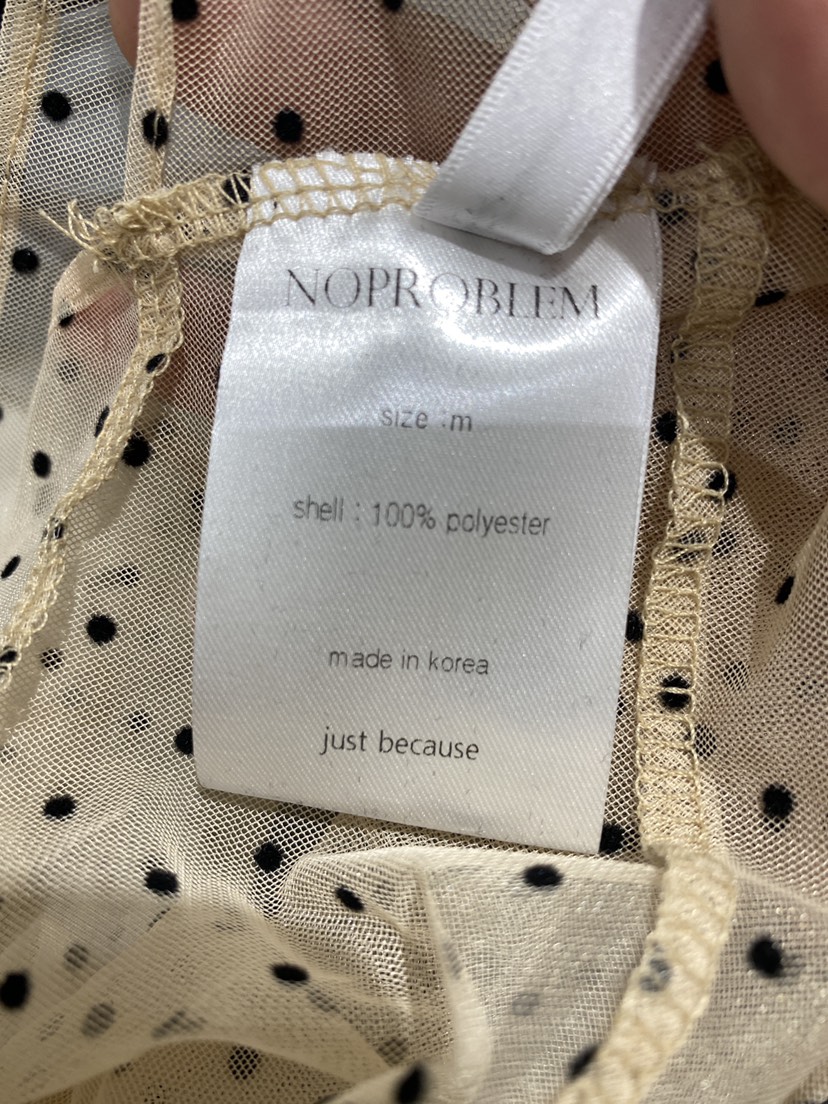 NOPROBLEM
size :m
shell : 100% polyester
made in korea
just because